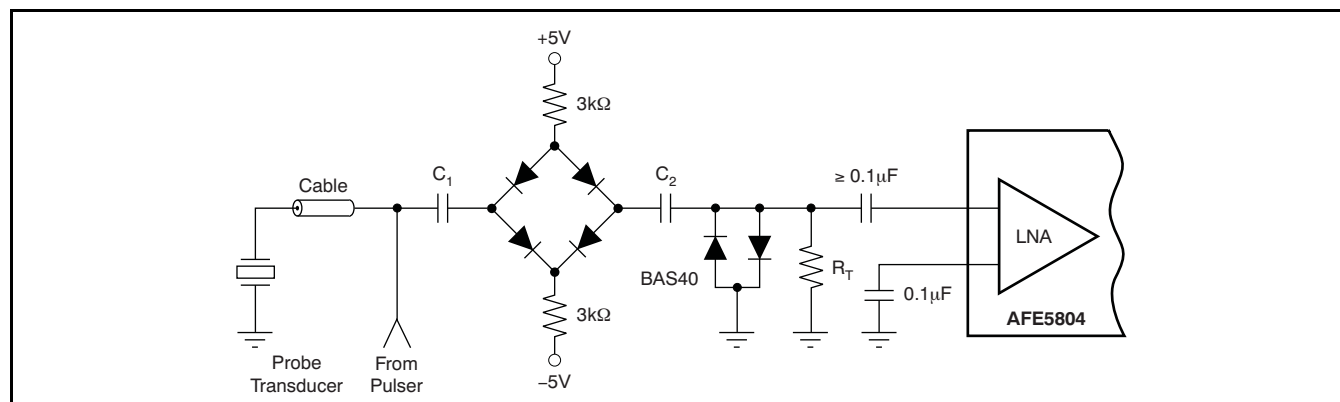 +5V
3kΩ
Cable
C1
C2
≥ 0.1μF
LNA
BAS40
RT
0.1μF
AFE5804
3kΩ
–5V
Probe
Transducer
From
Pulser